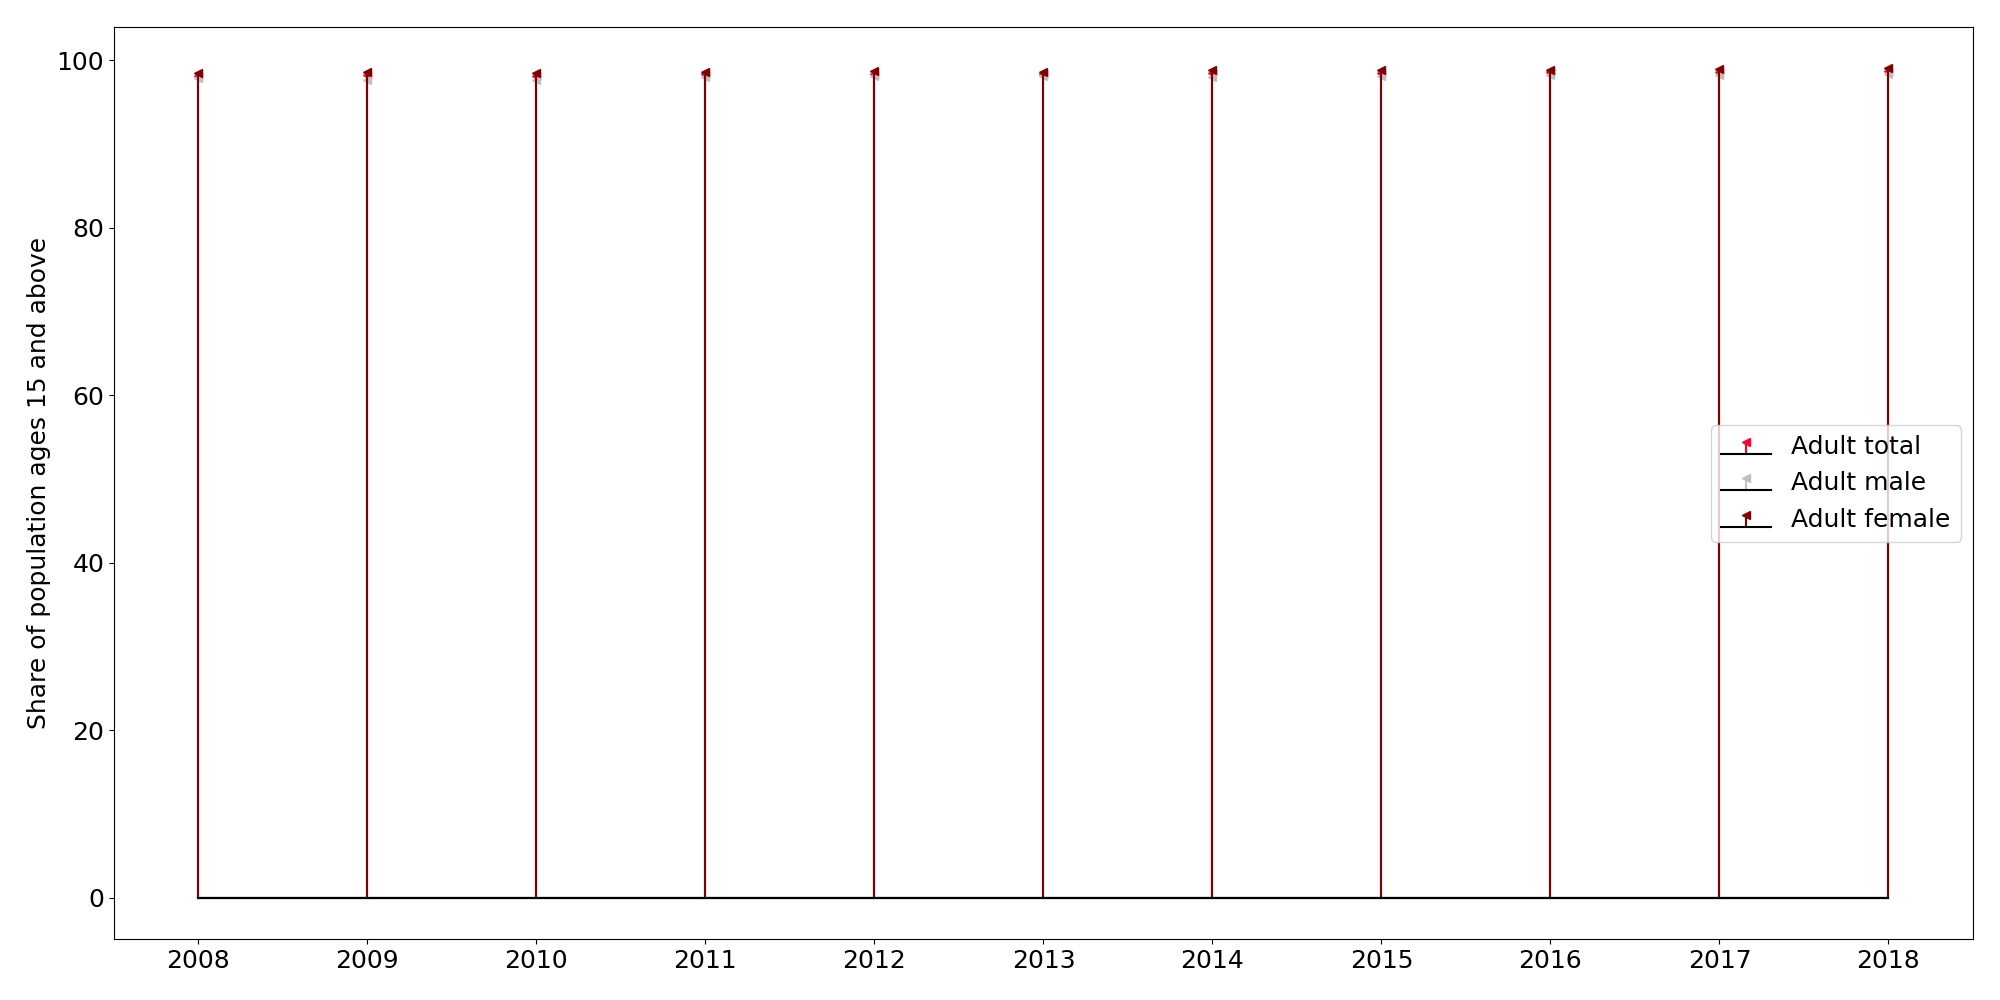 Share of population ages 15 and above
100
80
60
40
20
0
2008 2009 2010 2011 2012 2013 2014 2015 2016 2017 2018
Adult total
Adult male
Adult female